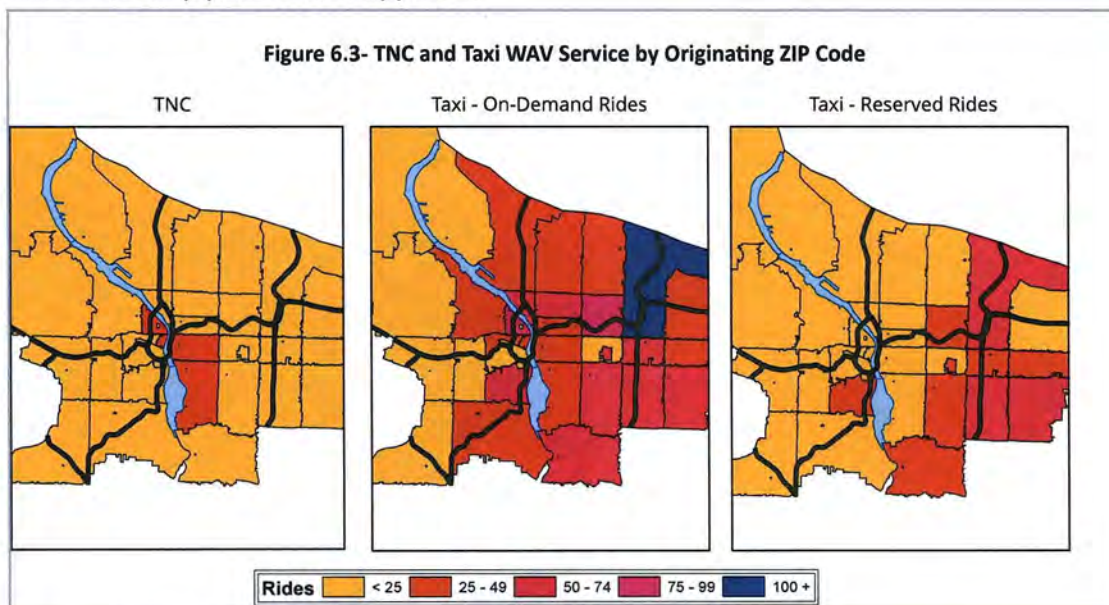 Figure 6.3- TNC and Taxi WAV Service by Originating ZIP Code
TNC
Taxi - On-Demand Rides
Taxi - Reserved Rides
Rides < 25 25 - 49 50 - 74 75 - 99 100 +